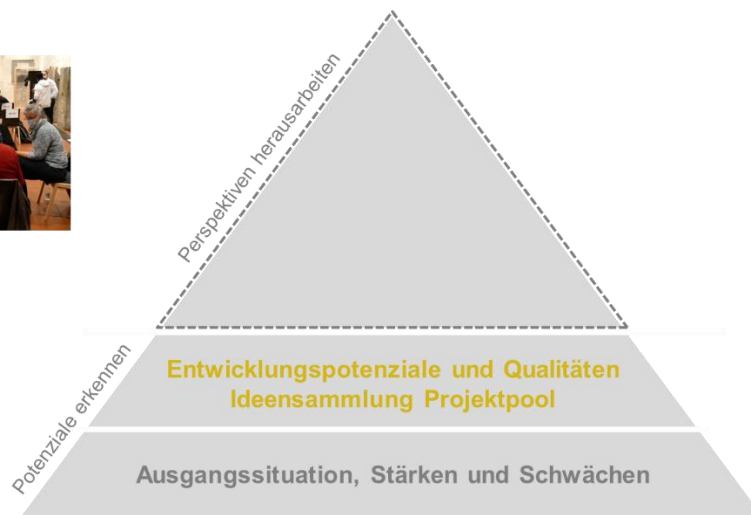 Perspektiven herausarbeiten
Potenziale erkennen
Entwicklungspotenziale und Qualitäten
Ideensammlung Projektpool
Ausgangssituation, Stärken und Schwächen